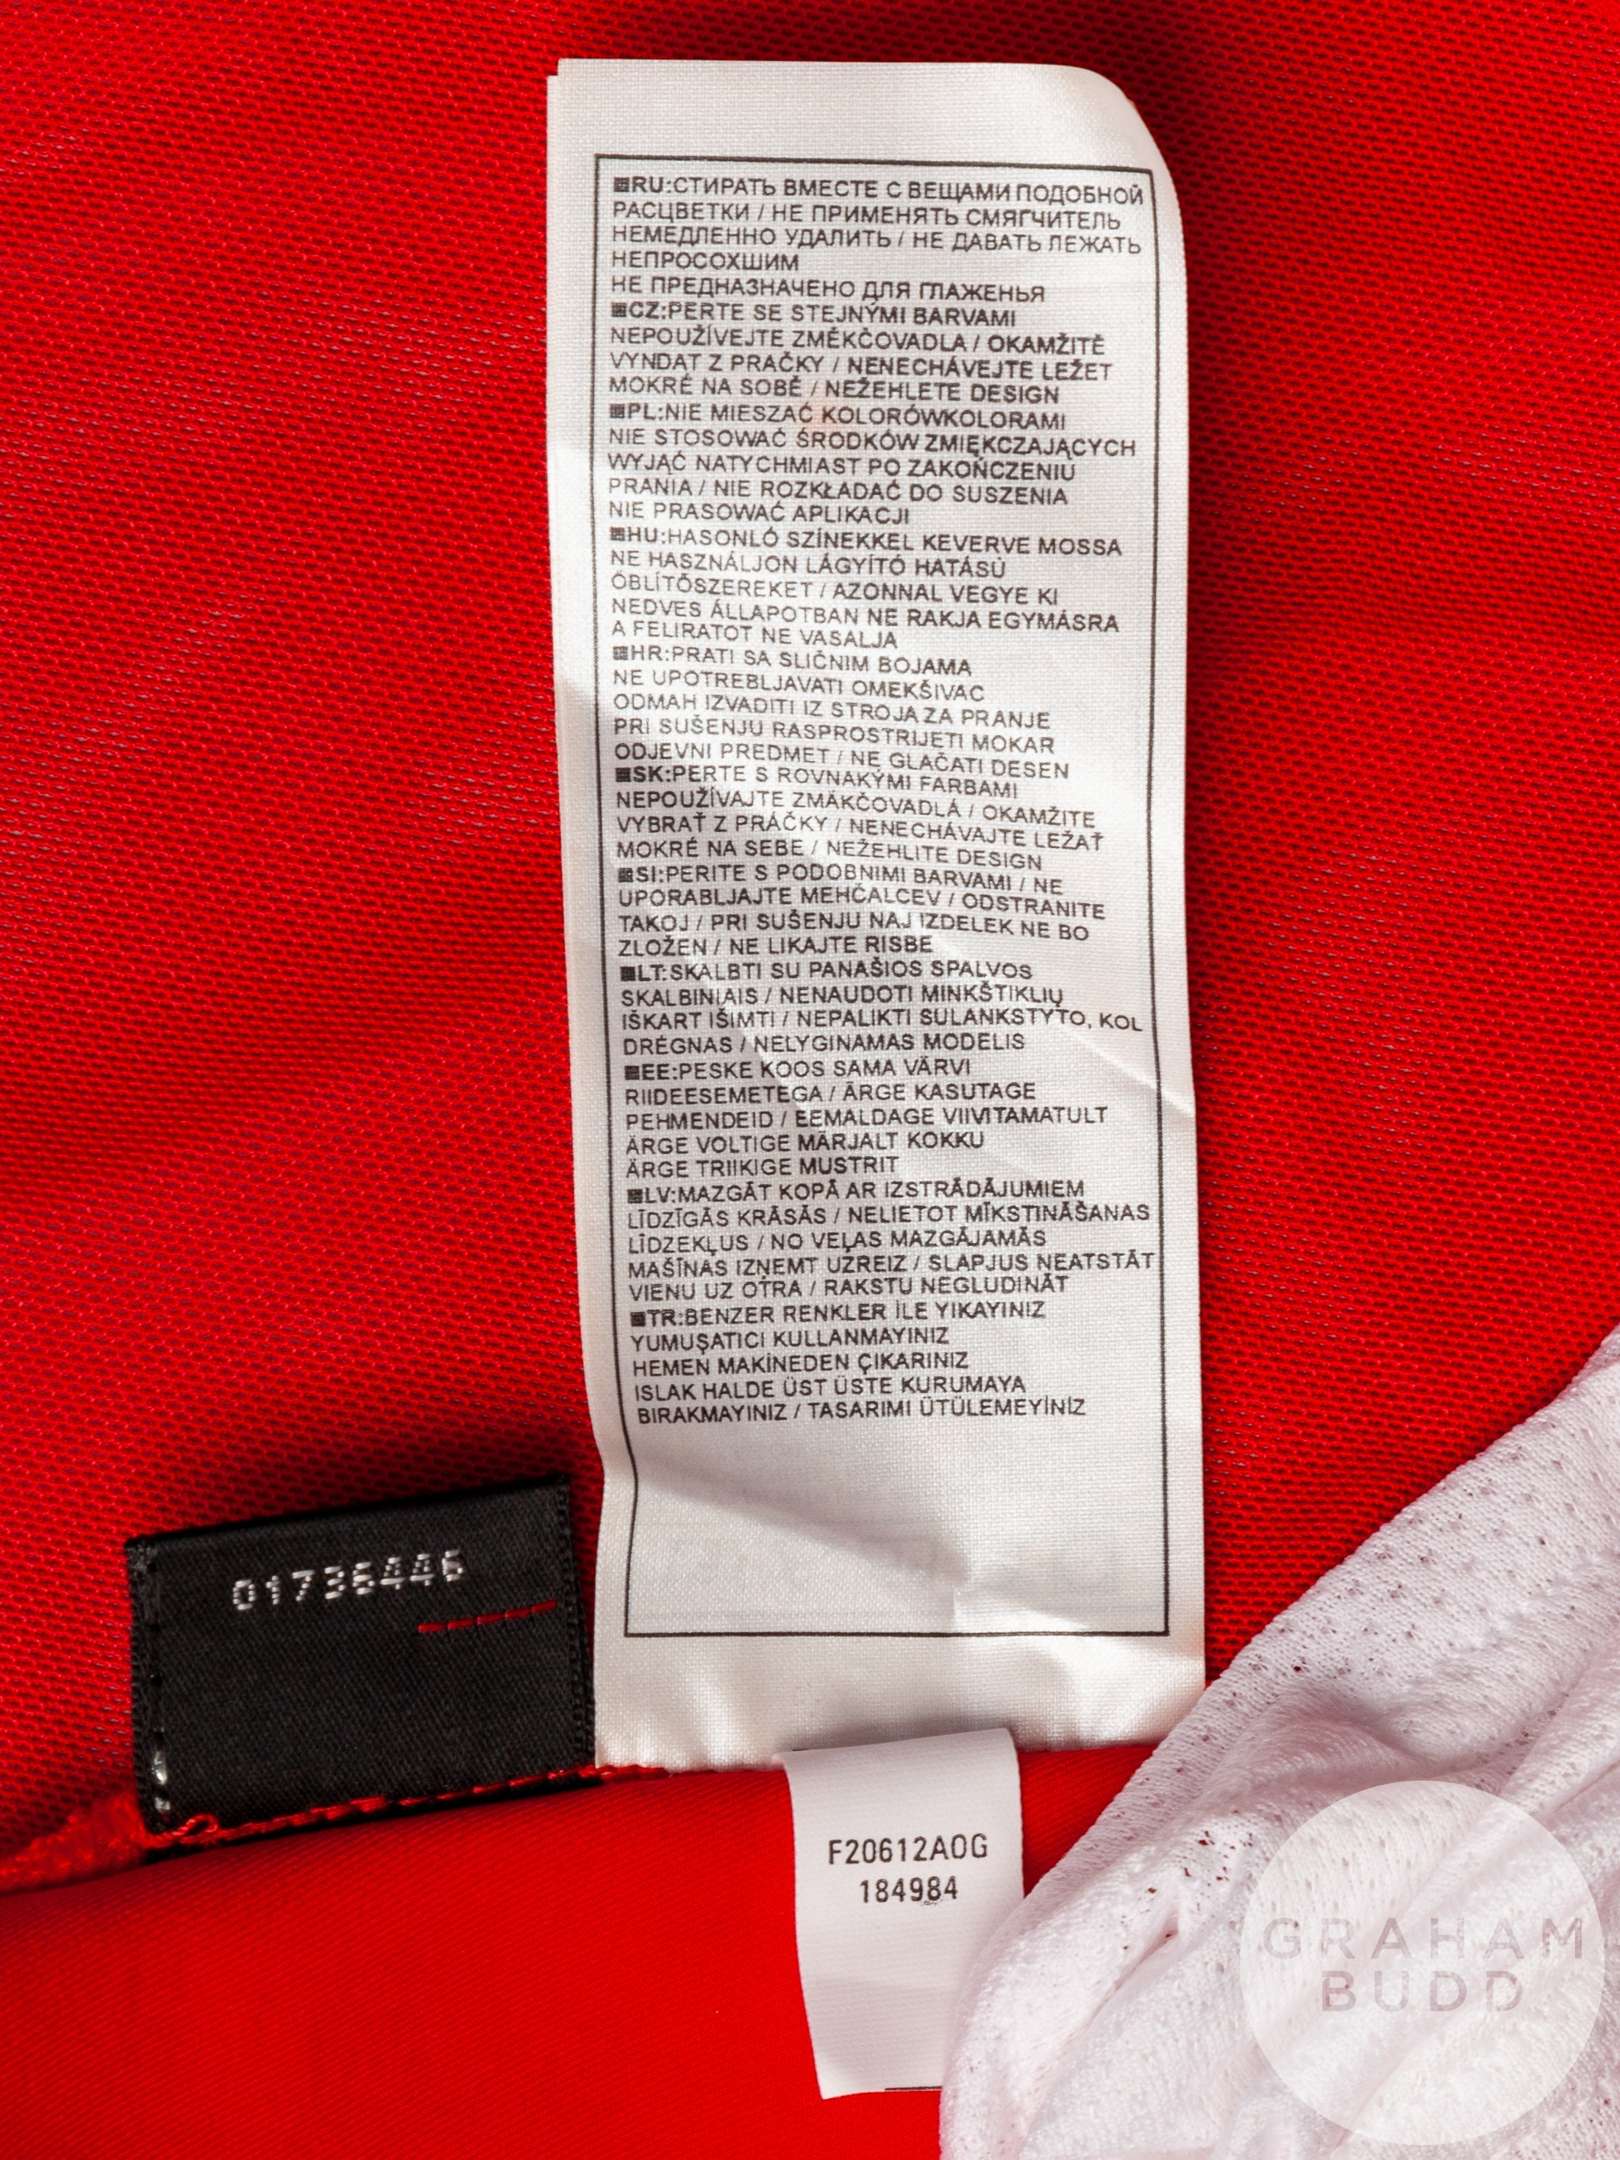 RU:СТИРАТЬ ВМЕСТЕ С ВЕЩАМИ ПОДОБНОЙ
РАСЦВЕТКИ / НЕ ПРИМЕНЯТЬ СМЯГЧИТЕЛЬ
НЕМЕДЛЕННО УДАЛИТЬ / НЕ ДАВАТЬ ЛЕЖАТЬ
НЕПРОСОХШИМ
НЕ ПРЕДНАЗНАЧЕНО ДЛЯ ГЛАЖЕНЬЯ
CZ:PERTE SE STEJNÝMI BARVAMI
NEPOUŽÍVEJTE ZMĚKČOVADLA / OKAMŽITĚ
VYNDAT Z PRAČKY / NENECHÁVEJTE LEŽET
MOKRÉ NA SOBĚ / NEŽEHLETE DESIGN
PL:NIE MIESZAĆ KOLORÓWKOLORAMI
NIE STOSOWAĆ ŚRODKÓW ZMIĘKCZAJĄCYCH
WYJĄĆ NATYCHMIAST PO ZAKOŃCZENIU
PRANIA / NIE ROZKŁADAĆ DO SUSZENIA
NIE PRASOWAĆ APLIKACJI
HU:HASONLÓ SZÍNEKKEL KEVERVE MOSSA
NE HASZNÁLJON LÁGYÍTÓ HATÁSÚ
ÖBLÍTŐSZEREKET / AZONNAL VEGYE KI
NEDVES ÁLLAPOTBAN NE RAKJA EGYMÁSRA
A FELIRATOT NE VASALJA
HR:PRATI SA SLIČNIM BOJAMA
NE UPOTREBLJAVATI OMEKŠIVAC
ODMAH IZVADITI IZ STROJA ZA PRANJE
PRI SUŠENJU RASPROSTRIJETI MOKAR
ODJEVNI PREDMET / NE GLAČATI DESEN
SK:PERTE S ROVNAKÝMI FARBAMI
NEPOUŽÍVAJTE ZMÄKČOVADLÁ / OKAMŽITE
VYBRAŤ Z PRÁČKY / NENECHÁVAJTE LEŽAŤ
MOKRÉ NA SEBE / NEŽEHLITE DESIGN
SI:PERITE S PODOBNIMI BARVAMI / NE
UPORABLJAJTE MEHČALCEV / ODSTRANITE
TAKOJ / PRI SUŠENJU NAJ IZDELEK NE BO
ZLOŽEN / NE LIKAJTE RISBE
LT:SKALBTI SU PANAŠIOS SPALVOS
SKALBINIAIS / NENAUDOTI MINKŠTIKLIŲ
IŠKART IŠIMTI / NEPALIKTI SULANKSTYTO, KOL
DRĖGNAS / NELYGINAMAS MODELIS
EE:PESKE KOOS SAMA VÄRVI
RIIDEESEMETEGA / ÄRGE KASUTAGE
PEHMENDEID / EEMALDAGE VIIVITAMATULT
ÄRGE VOLTIGE MÄRJALT KOKKU
ÄRGE TRIIKIGE MUSTRIT
LV:MAZGĀT KOPĀ AR IZSTRĀDĀJUMIEM
LĪDZĪGĀS KRĀSĀS / NELIETOT MĪKSTINĀŠANAS
LĪDZEKĻUS / NO VEĻAS MAZGĀJAMĀS
MAŠĪNAS IZŅEMT UZREIZ / SLAPJUS NEATSTĀT
VIENU UZ OTRA / RAKSTU NEGLUDINĀT
TR:BENZER RENKLER İLE YIKAYINIZ
YUMUŞATICI KULLANMAYINIZ
HEMEN MAKİNEDEN ÇIKARINIZ
ISLAK HALDE ÜST ÜSTE KURUMAYA
BIRAKMAYINIZ / TASARIMI ÜTÜLEMEYİNİZ
01736446
F20612AOG
184984
GRAHAM
BUDD